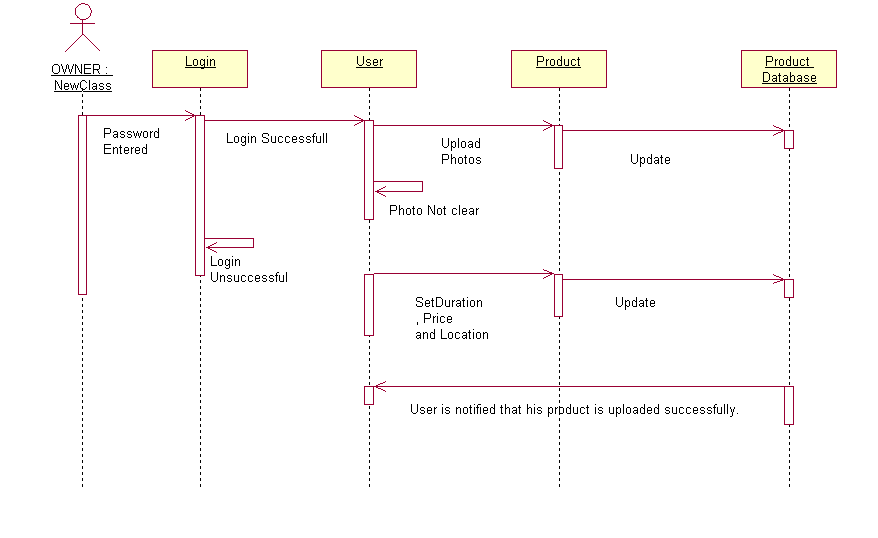 OWNER :
NewClass
Login
User
Product
Product
Database
Password
Entered
Login Successfull
Upload
Photos
Update
Photo Not clear
Login
Unsuccessful
SetDuration
, Price
and Location
Update
User is notified that his product is uploaded successfully.